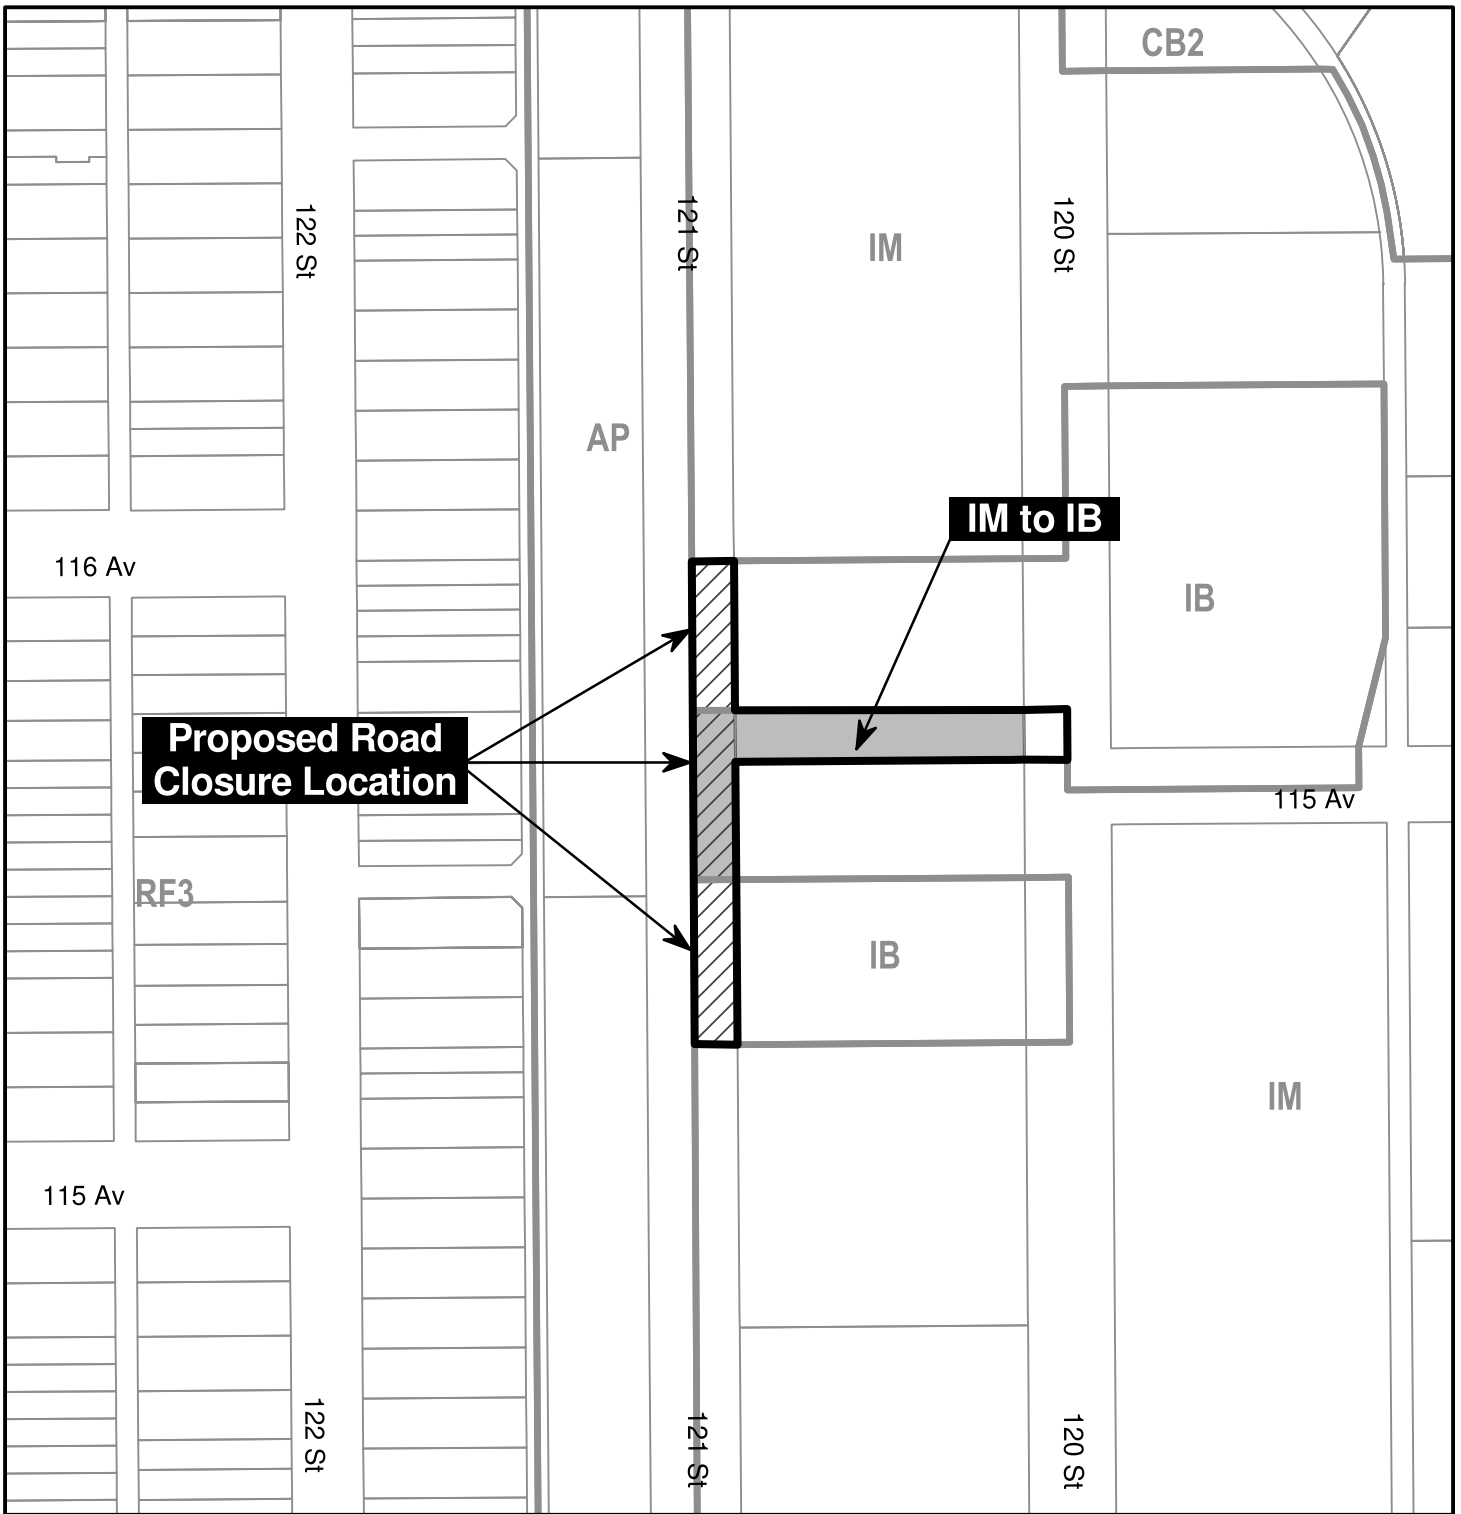 CB2
122 St
121 St
120 St
IM
AP
IM to IB
116 Av
IB
Proposed Road
Closure Location
115 Av
RF3
IB
IM
115 Av
122 St
121 St
120 St